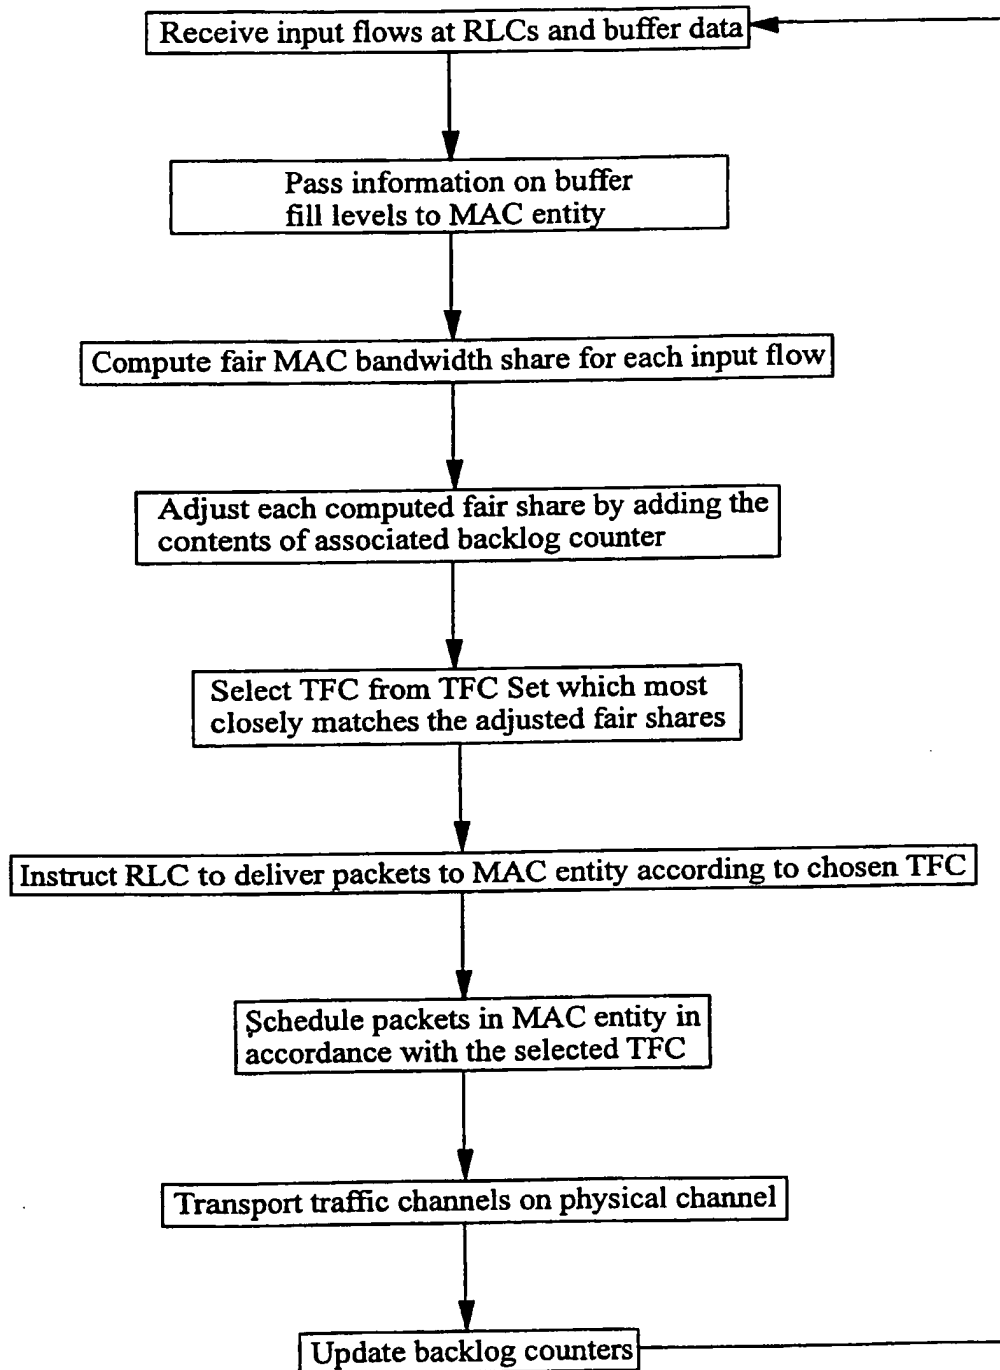 Receive input flows at RLCs and buffer data
Pass information on buffer
fill levels to MAC entity
Compute fair MAC bandwidth share for each input flow
Adjust each computed fair share by adding the
contents of associated backlog counter
Select TFC from TFC Set which most
closely matches the adjusted fair shares
Instruct RLC to deliver packets to MAC entity according to chosen TFC
Schedule packets in MAC entity in
accordance with the selected TFC
Transport traffic channels on physical channel
Update backlog counters